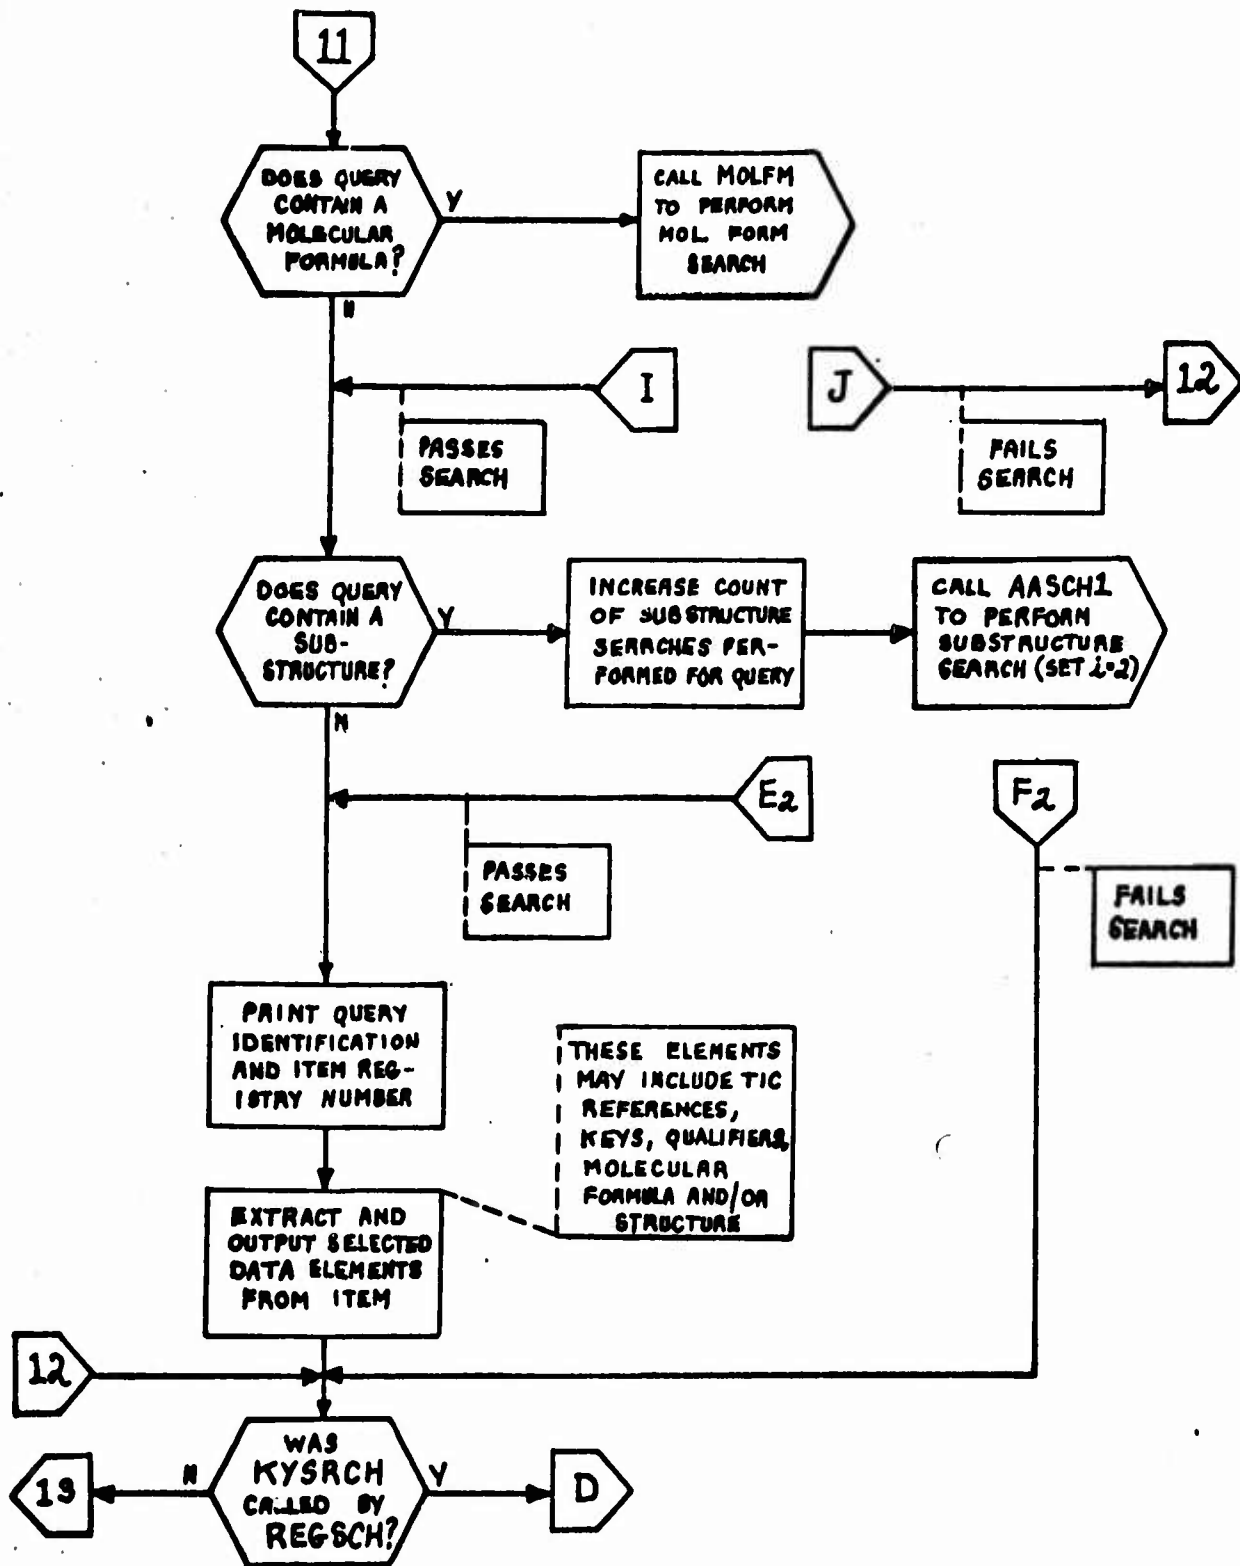 11
DOES QUERY
CONTAIN A
MOLECULAR
FORMULA?
Y
CALL MOLFM
TO PERFORM
MOL. FORM
SEARCH
N
I
J
12
PASSES
SEARCH
FAILS
SEARCH
DOES QUERY
CONTAIN A
SUB-
STRUCTURE?
Y
INCREASE COUNT
OF SUBSTRUCTURE
SEARCHES PER-
FORMED FOR QUERY
CALL AASCH1
TO PERFORM
SUBSTRUCTURE
SEARCH (SET i=2)
N
E2
F2
PASSES
SEARCH
FAILS
SEARCH
PRINT QUERY
IDENTIFICATION
AND ITEM REG-
ISTRY NUMBER
THESE ELEMENTS
MAY INCLUDE TIC
REFERENCES,
KEYS, QUALIFIERS,
MOLECULAR
FORMULA AND/OR
STRUCTURE
EXTRACT AND
OUTPUT SELECTED
DATA ELEMENTS
FROM ITEM
12
WAS
KYSRCH
CALLED BY
REGSCH?
N
13
Y
D